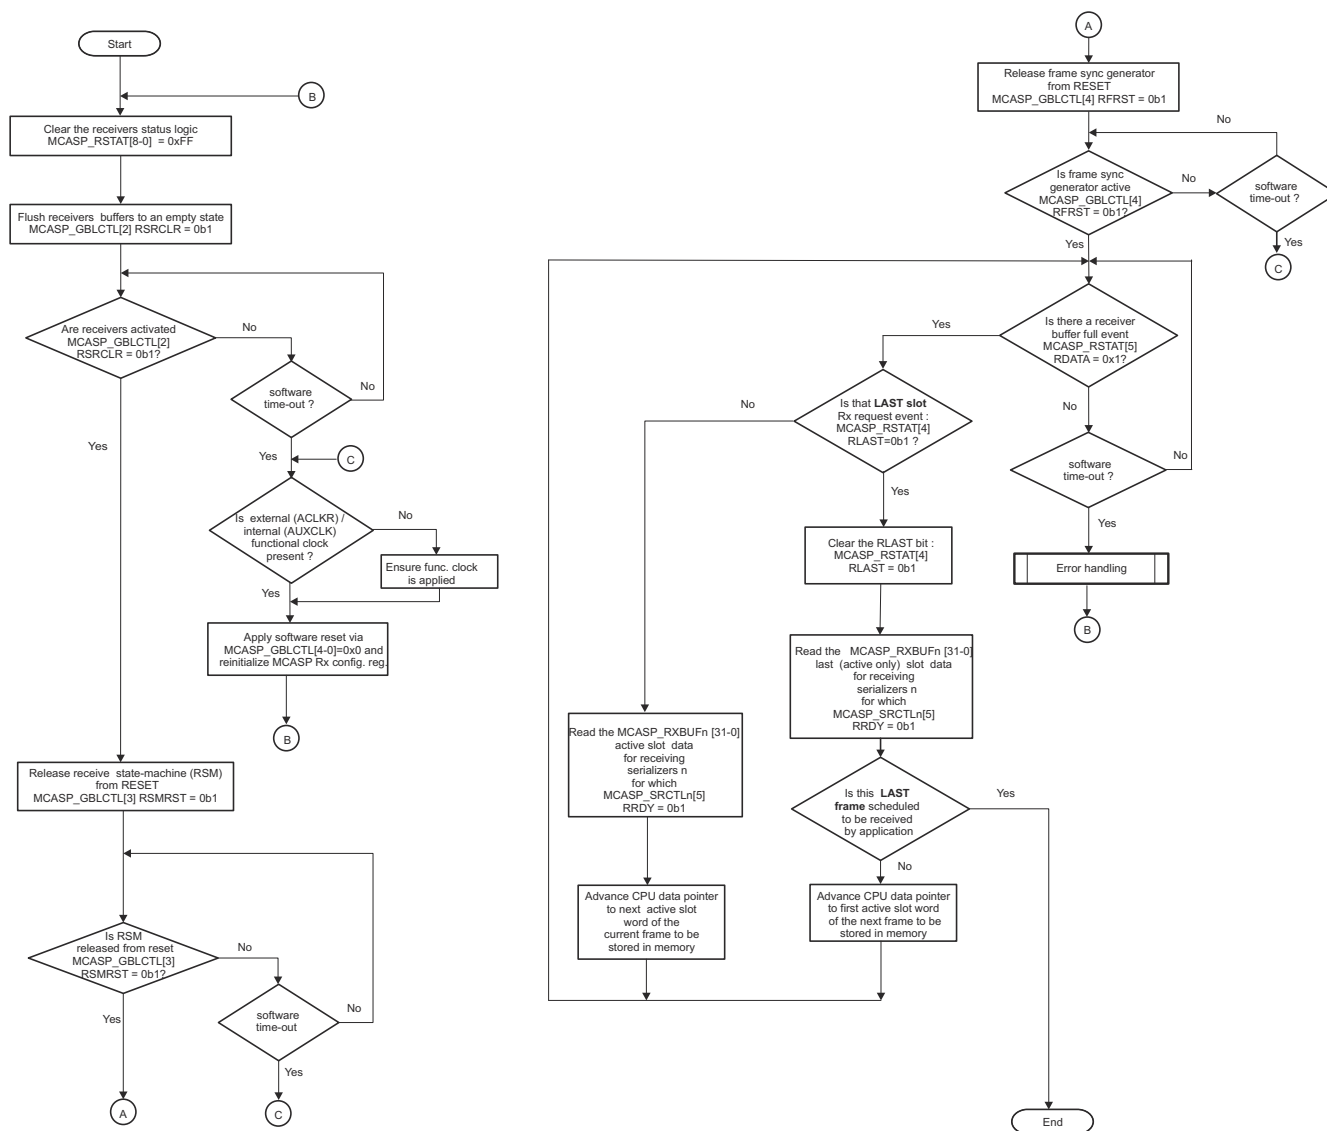 Start
B
Clear the receivers status logic
MCASP_RSTAT[8-0] = 0xFF
Flush receivers buffers to an empty state
MCASP_GBLCTL[2] RSRCLR = 0b1
Are receivers activated
MCASP_GBLCTL[2]
RSRCLR = 0b1?
No
Yes
software
time-out ?
No
Yes
C
Is external (ACLKR) /
internal (AUXCLK)
functional clock
present ?
No
Ensure func. clock
is applied
Yes
Apply software reset via
MCASP_GBLCTL[4-0]=0x0 and
reinitialize MCASP Rx config. reg.
B
Release receive state-machine (RSM)
from RESET
MCASP_GBLCTL[3] RSMRST = 0b1
Is RSM
released from reset
MCASP_GBLCTL[3]
RSMRST = 0b1?
No
Yes
software
time-out
No
Yes
A
C
A
Release frame sync generator
from RESET
MCASP_GBLCTL[4] RFRST = 0b1
No
Is frame sync
generator active
MCASP_GBLCTL[4]
RFRST = 0b1?
No
software
time-out ?
Yes
Yes
C
Is there a receiver
buffer full event
MCASP_RSTAT[5]
RDATA = 0x1?
Yes
No
Is that LAST slot
Rx request event :
MCASP_RSTAT[4]
RLAST=0b1 ?
No
Yes
software
time-out ?
No
Yes
Error handling
B
Clear the RLAST bit :
MCASP_RSTAT[4]
RLAST = 0b1
Read the MCASP_RXBUFn [31-0]
last (active only) slot data
for receiving
serializers n
for which
MCASP_SRCTLn[5]
RRDY = 0b1
Read the MCASP_RXBUFn [31-0]
active slot data
for receiving
serializers n
for which
MCASP_SRCTLn[5]
RRDY = 0b1
Is this LAST
frame scheduled
to be received
by application
Yes
No
Advance CPU data pointer
to next active slot
word of the
current frame to be
stored in memory
Advance CPU data pointer
to first active slot word
of the next frame to be
stored in memory
End